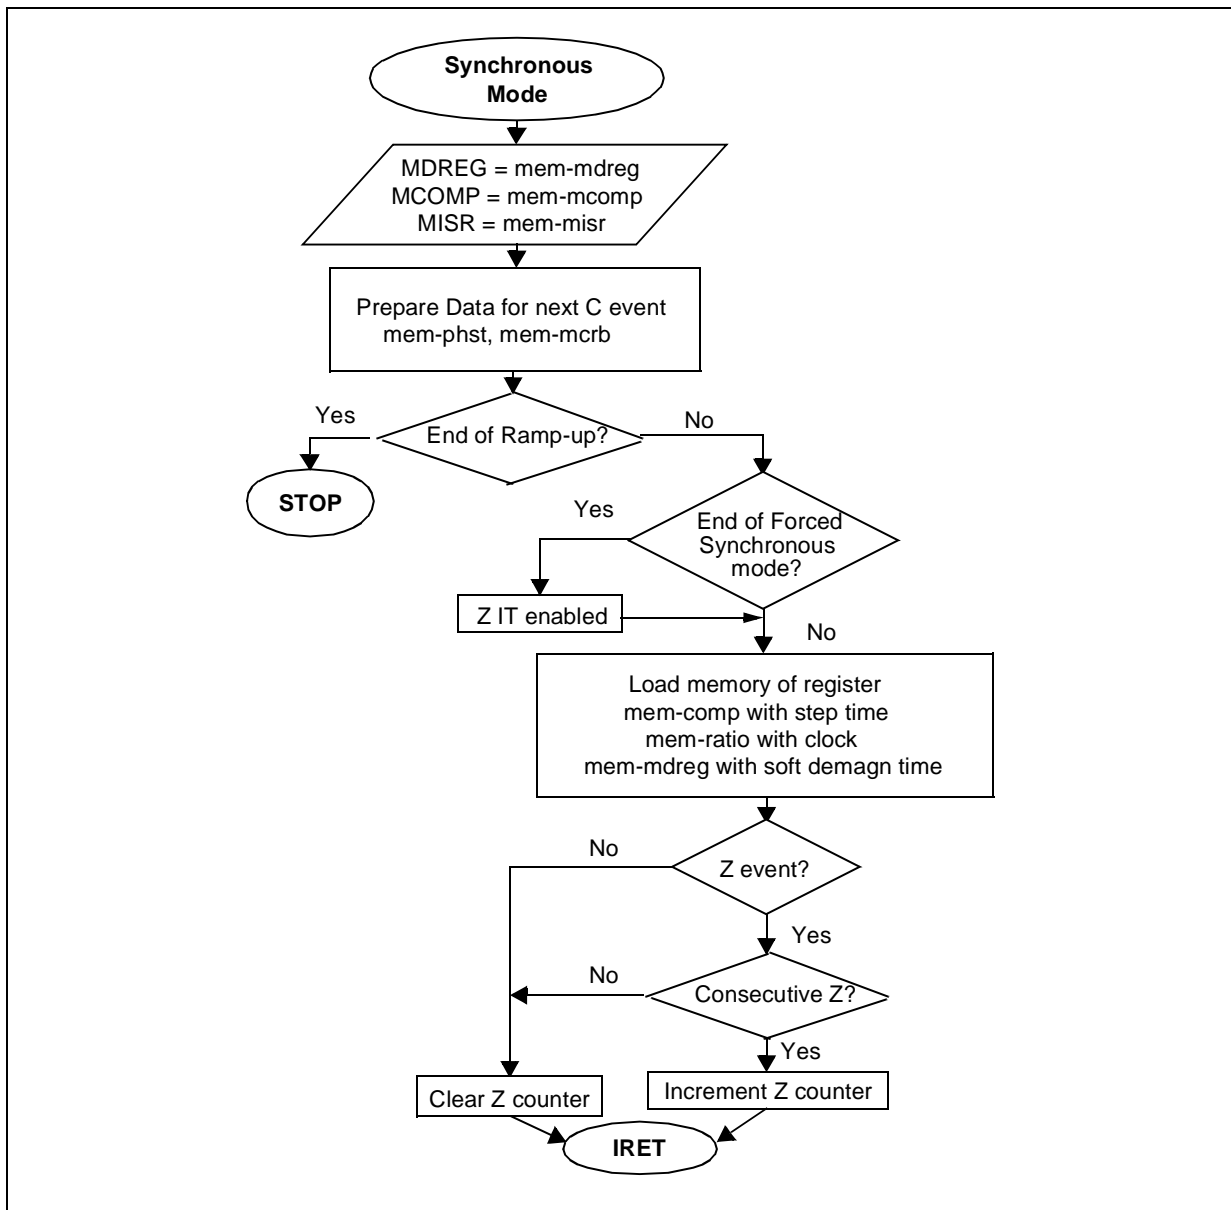 Synchronous
Mode
MDREG = mem-mdreg
MCOMP = mem-mcomp
MISR = mem-misr
Prepare Data for next C event
mem-phst, mem-mcrb
Yes
End of Ramp-up?
No
STOP
Yes
End of Forced
Synchronous
mode?
Z IT enabled
No
Load memory of register
mem-comp with step time
mem-ratio with clock
mem-mdreg with soft demagn time
No
Z event?
Yes
No
Consecutive Z?
Yes
Clear Z counter
Increment Z counter
IRET